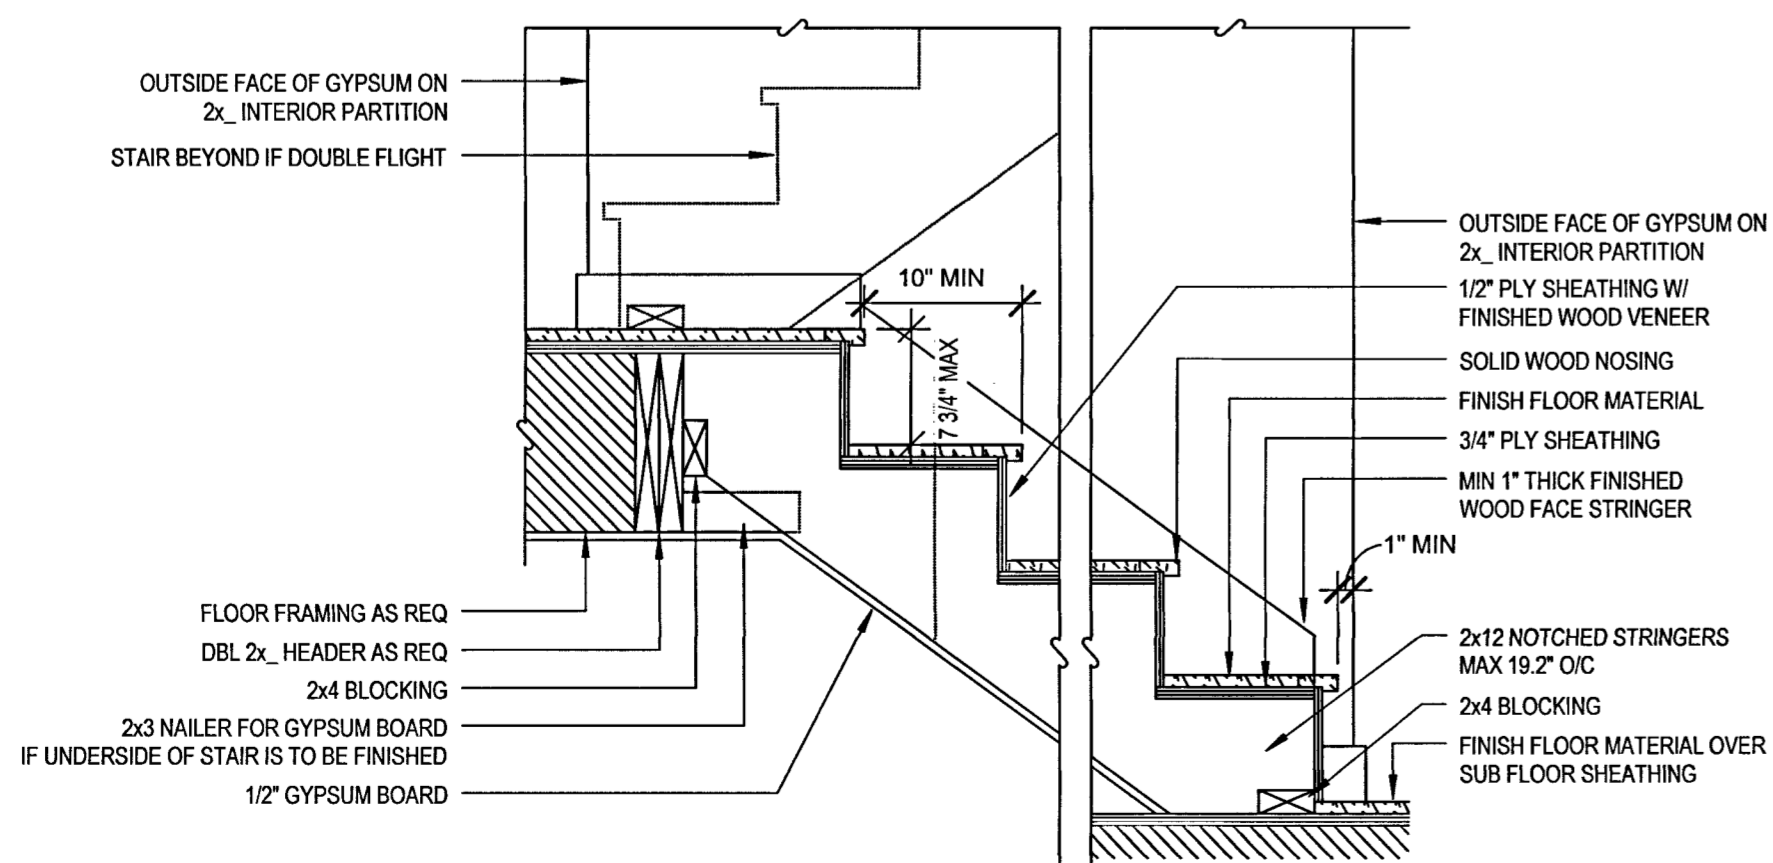 OUTSIDE FACE OF GYPSUM ON
2x_ INTERIOR PARTITION
STAIR BEYOND IF DOUBLE FLIGHT
10" MIN
7 3/4" MAX
FLOOR FRAMING AS REQ
DBL 2x_ HEADER AS REQ
2x4 BLOCKING
2x3 NAILER FOR GYPSUM BOARD
IF UNDERSIDE OF STAIR IS TO BE FINISHED
1/2" GYPSUM BOARD
OUTSIDE FACE OF GYPSUM ON
2x_ INTERIOR PARTITION
1/2" PLY SHEATHING W/
FINISHED WOOD VENEER
SOLID WOOD NOSING
FINISH FLOOR MATERIAL
3/4" PLY SHEATHING
MIN 1" THICK FINISHED
WOOD FACE STRINGER
1" MIN
2x12 NOTCHED STRINGERS
MAX 19.2" O/C
2x4 BLOCKING
FINISH FLOOR MATERIAL OVER
SUB FLOOR SHEATHING